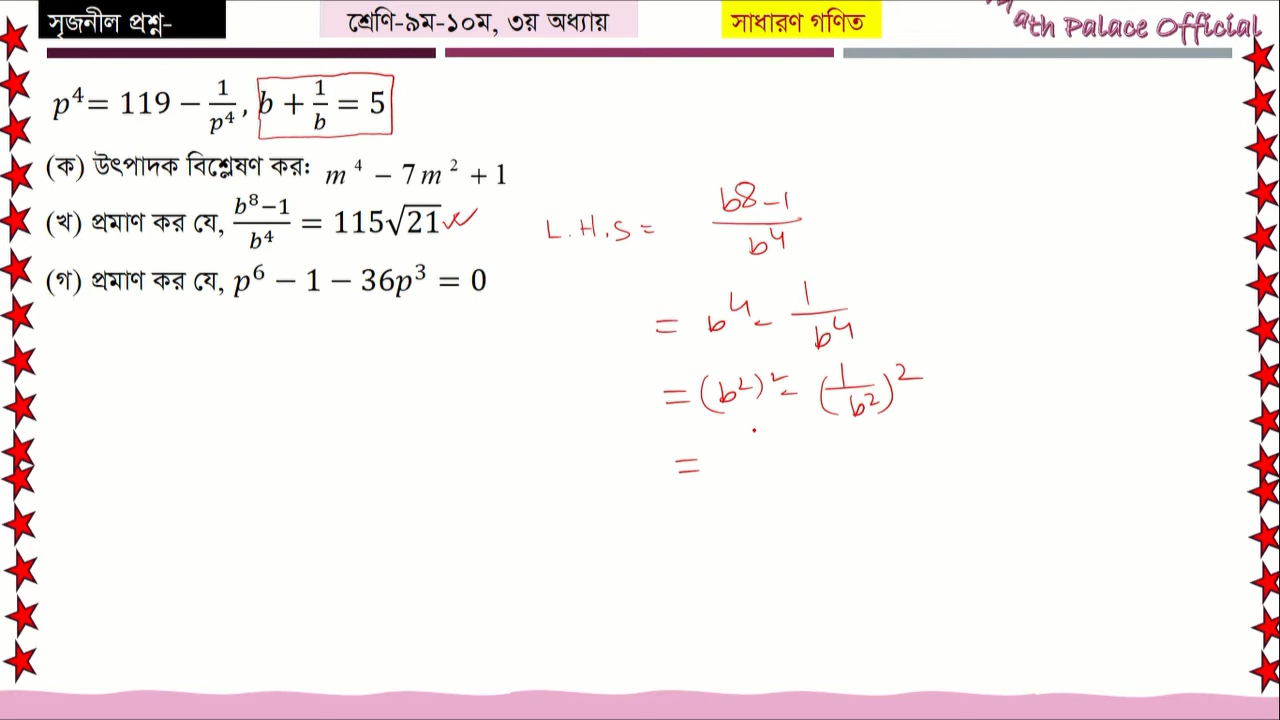 সৃজনীল প্রশ্ন-
শ্রেণি-৯ম-১০ম, ৩য় অধ্যায়
সাধারণ গণিত
ath Palace Official
p⁴= 119 − 1/p⁴, b + 1/b = 5
(ক) উৎপাদক বিশ্লেষণ কর: m⁴ − 7m² + 1
(খ) প্রমাণ কর যে, (b⁸−1)/b⁴ = 115√21
(গ) প্রমাণ কর যে, p⁶ − 1 − 36p³ = 0
L.H.S = (b8-1)/b⁴
= b⁴ - 1/b⁴
= (b²)² - (1/b²)²
=